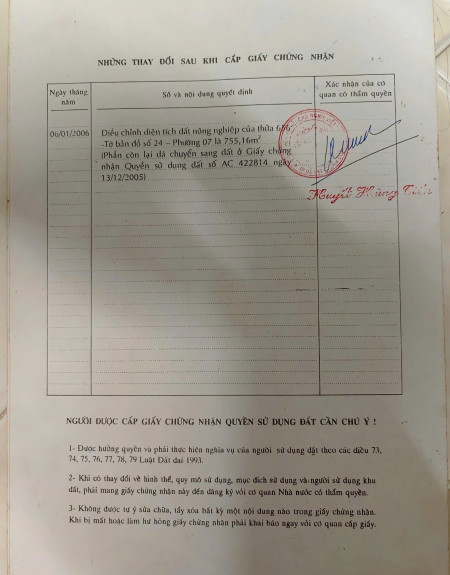 NHỮNG THAY ĐỔI SAU KHI CẤP GIẤY CHỨNG NHẬN
Ngày tháng năm
Số và nội dung quyết định
Xác nhận của cơ quan có thẩm quyền
06/01/2006
Điều chỉnh diện tích đất nông nghiệp của thửa 676
-Tờ bản đồ số 24 – Phường 07 là 755,16m²
(Phần còn lại đã chuyển sang đất ở Giấy chứng
nhận Quyền sử dụng đất số AC 422814 ngày
13/12/2005)
Hùng
NGƯỜI ĐƯỢC CẤP GIẤY CHỨNG NHẬN QUYỀN SỬ DỤNG ĐẤT CẦN CHÚ Ý !
1- Được hưởng quyền và phải thực hiện nghĩa vụ của người sử dụng đất theo các điều 73,
74, 75, 76, 77, 78, 79 Luật Đất đai 1993.
2- Khi có thay đổi về hình thể, quy mô sử dụng, mục đích sử dụng và người sử dụng khu
đất, phải mang giấy chứng nhận này đến đăng ký với cơ quan Nhà nước có thẩm quyền.
3- Không được tự ý sửa chữa, tẩy xóa bất kỳ một nội dung nào trong giấy chứng nhận.
Khi bị mất hoặc làm hư hỏng giấy chứng nhận phải khai báo ngay với cơ quan cấp giấy.